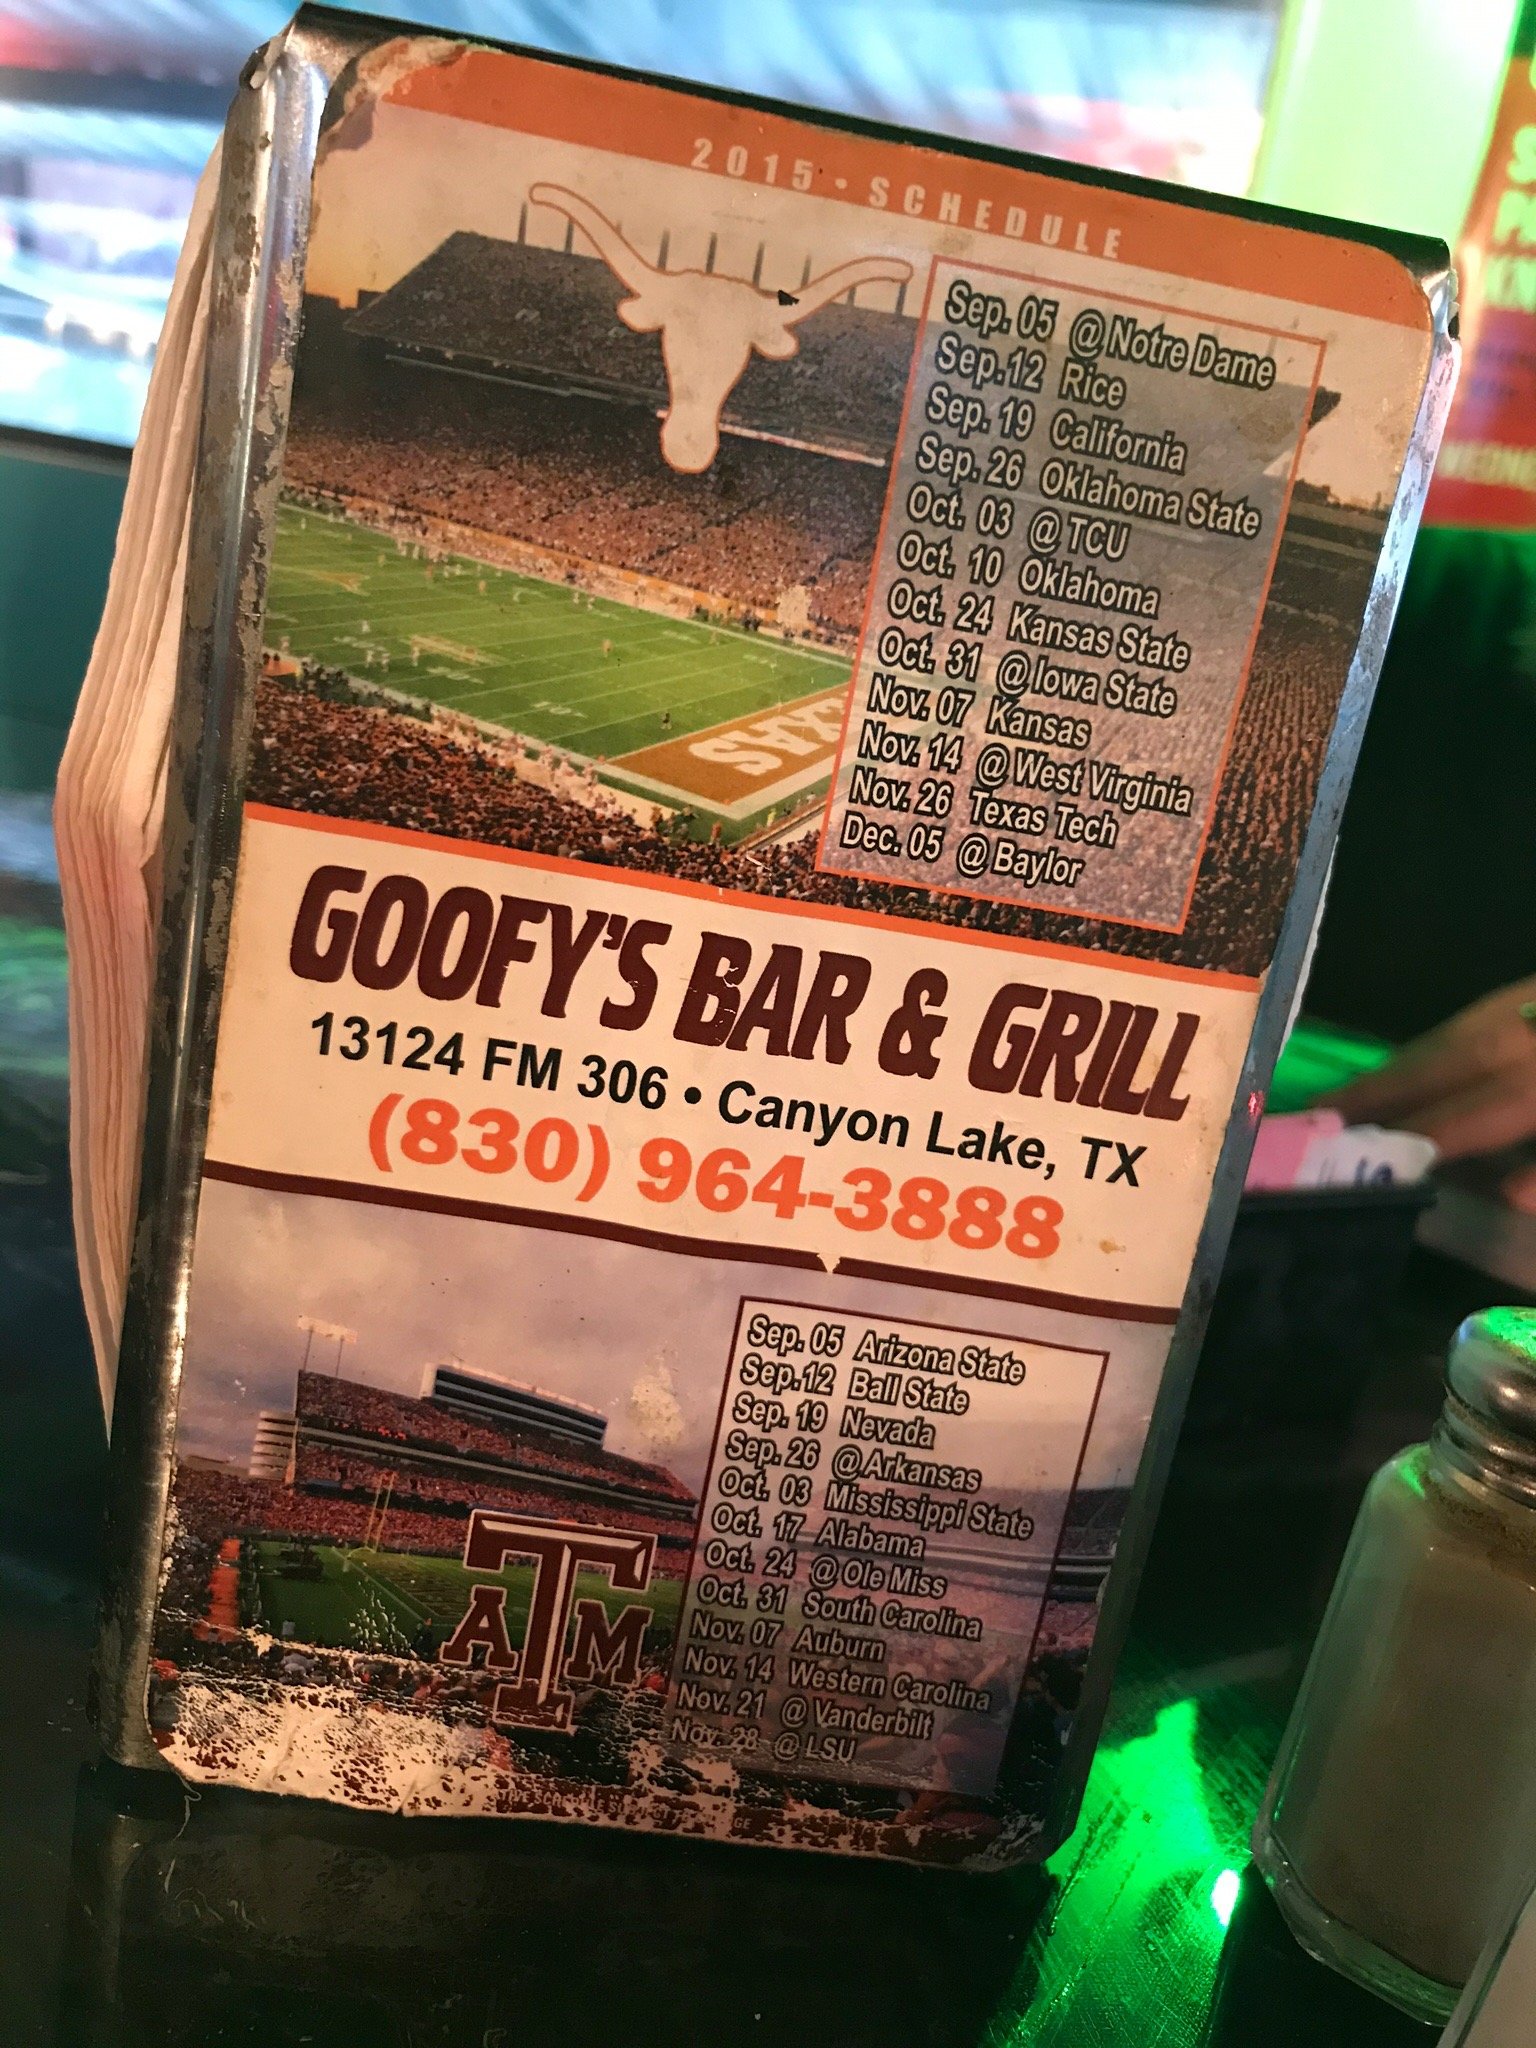 2015 • SCHEDULE
Sep. 05 @ Notre Dame
Sep.12 Rice
Sep. 19 California
Sep. 26 Oklahoma State
Oct. 03 @ TCU
Oct. 10 Oklahoma
Oct. 24 Kansas State
Oct. 31 @ Iowa State
Nov. 07 Kansas
Nov. 14 @ West Virginia
Nov. 26 Texas Tech
Dec. 05 @ Baylor
GOOFY'S BAR & GRILL
13124 FM 306 • Canyon Lake, TX
(830) 964-3888
Sep. 05 Arizona State
Sep.12 Ball State
Sep. 19 Nevada
Sep. 26 @ Arkansas
Oct. 03 Mississippi State
Oct. 17 Alabama
Oct. 24 @ Ole Miss
Oct. 31 South Carolina
Nov. 07 Auburn
Nov. 14 Western Carolina
Nov. 21 @ Vanderbilt
Nov. 28 @ LSU
ATM